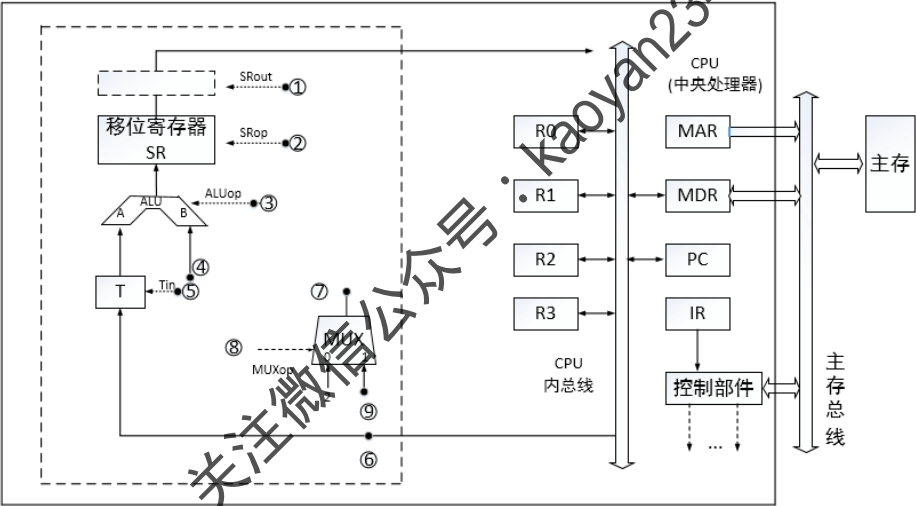 SRout ①
移位寄存器
SR
SRop ②
ALU
A
B
ALUop ③
④
T
Tin ⑤
⑦
⑧
MUX
MUXop
0
1
2
⑨
⑥
R0
R1
R2
R3
CPU
内总线
CPU
(中央处理器)
MAR
MDR
PC
IR
控制部件
...
主存
主
存
总
线
关注微信公众号：kaoyan23